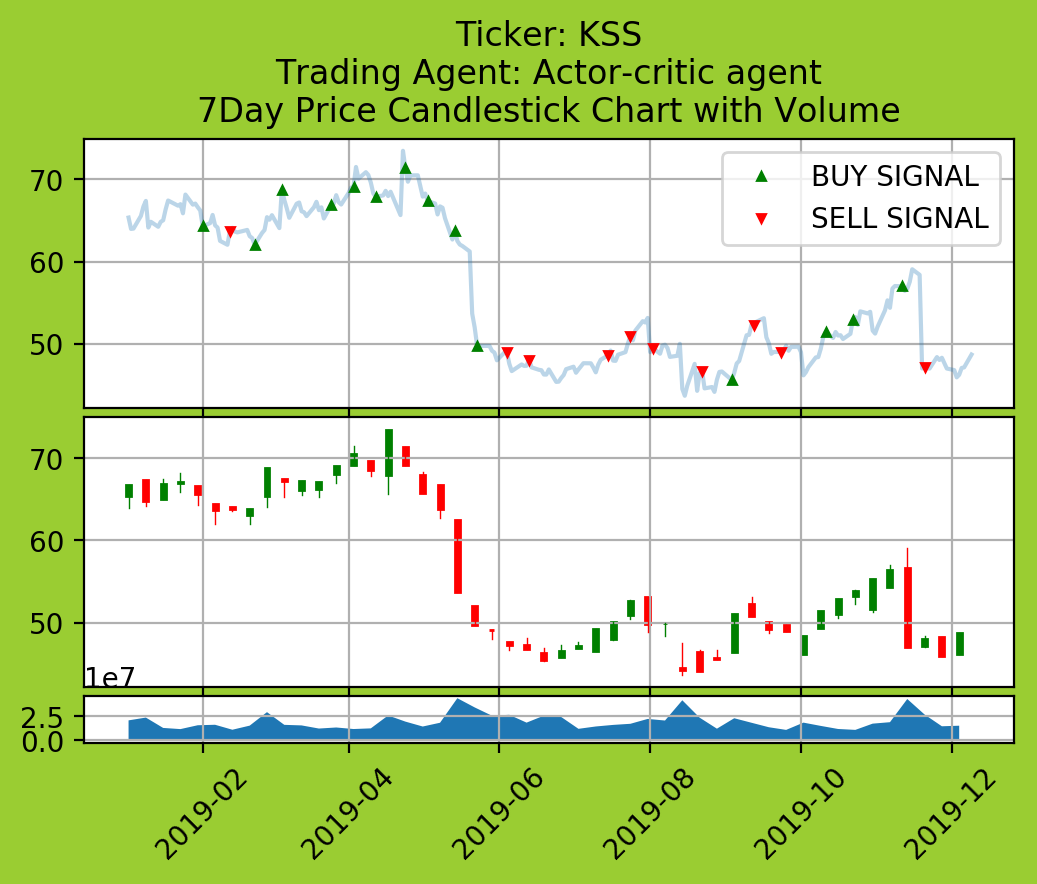 Ticker: KSS
Trading Agent: Actor-critic agent
7Day Price Candlestick Chart with Volume
BUY SIGNAL
SELL SIGNAL
70
60
50
70
60
50
1e7
2.5
0.0
2019-02
2019-04
2019-06
2019-08
2019-10
2019-12